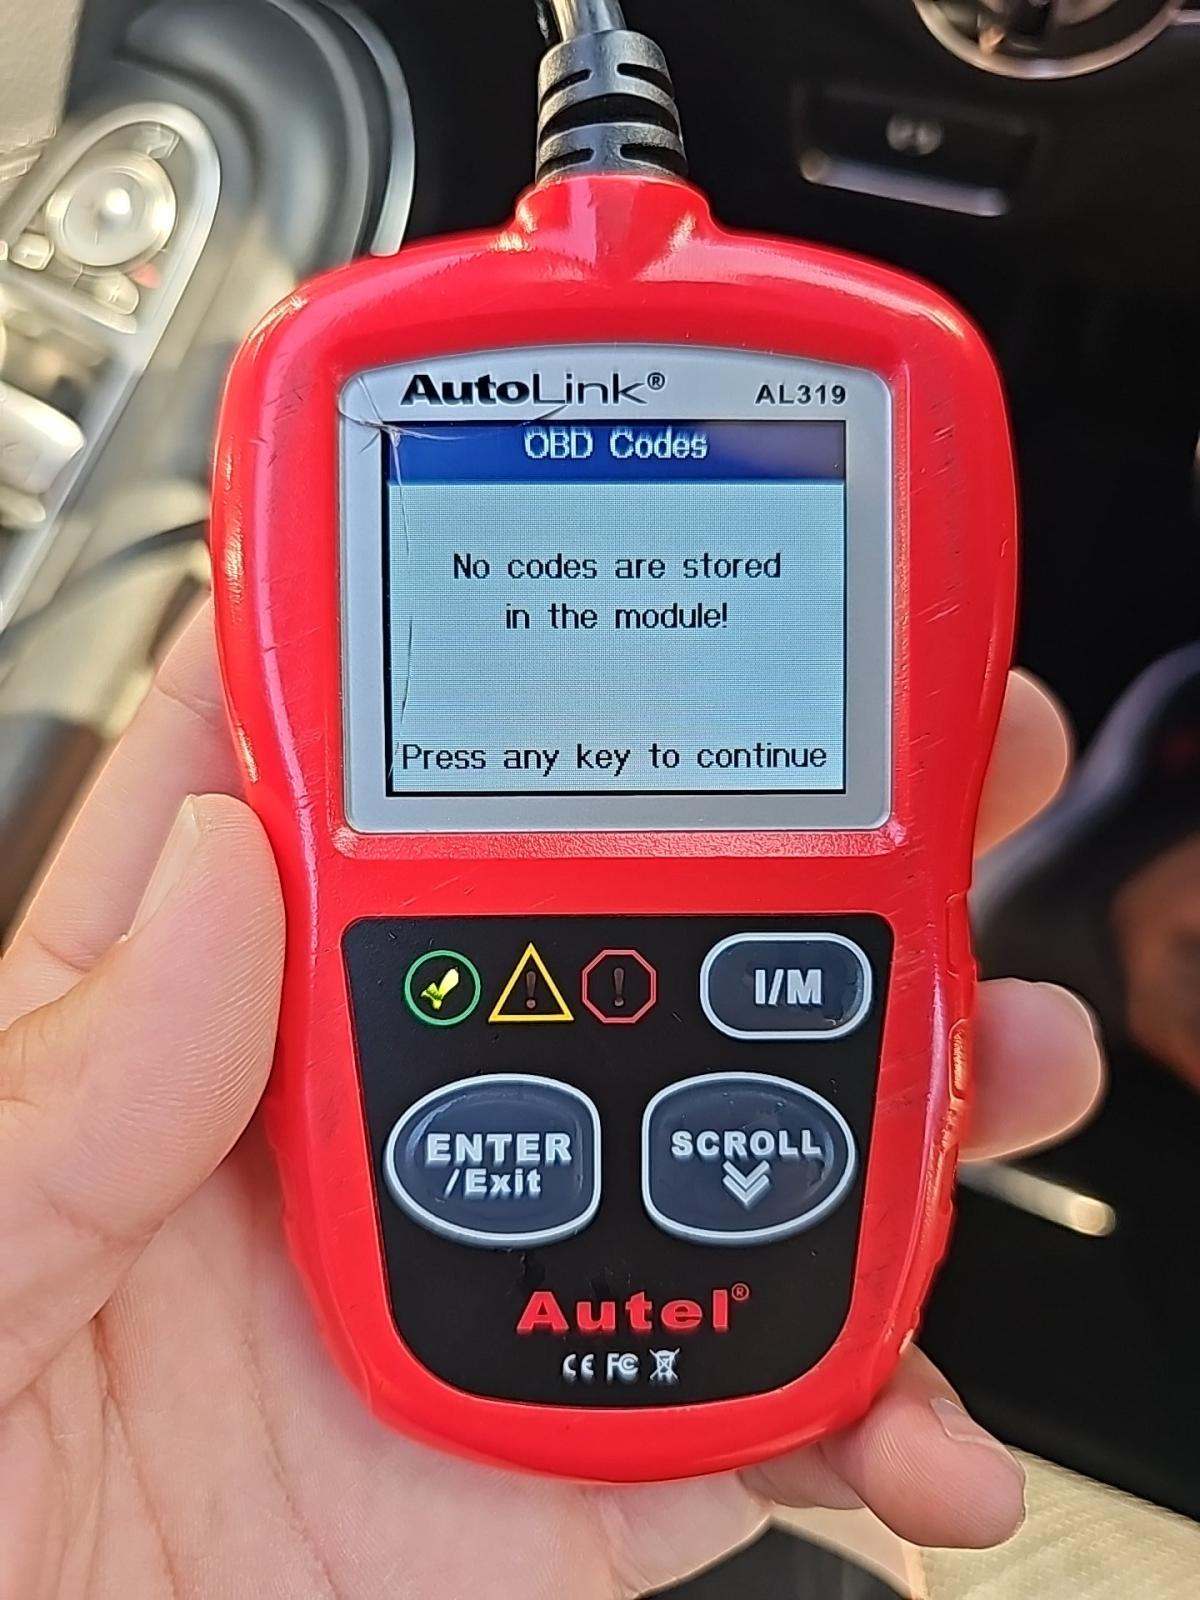 AutoLink®
AL319
OBD Codes
No codes are stored
in the module!
Press any key to continue
I/M
ENTER
/Exit
SCROLL
Autel®
CE FC